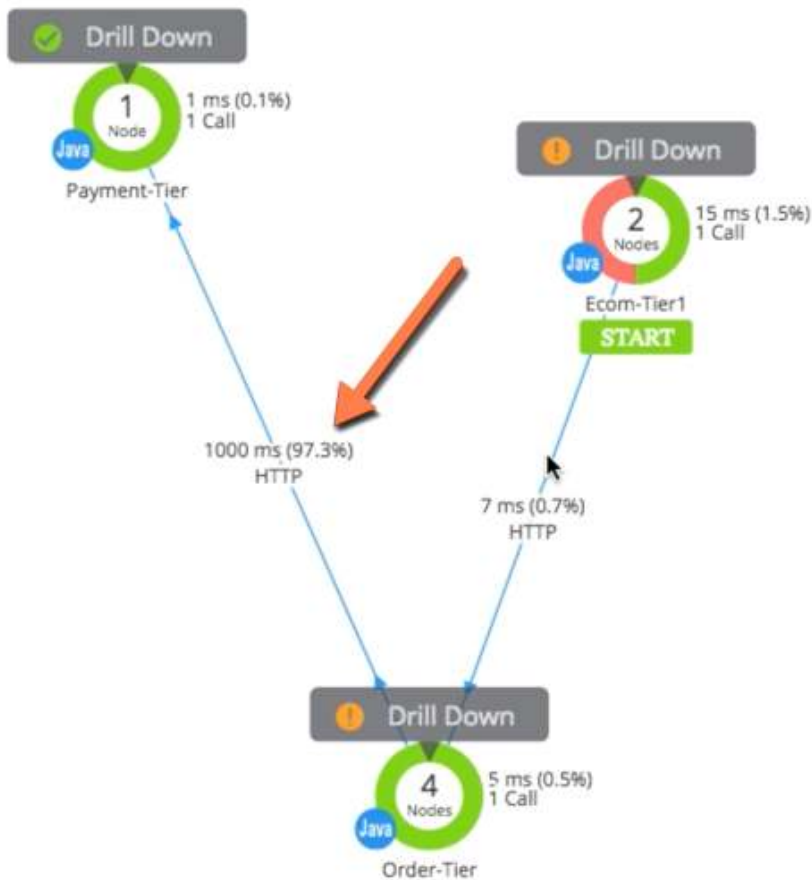 Drill Down
1
Node
1 ms (0.1%)
1 Call
Java
Payment-Tier
Drill Down
2
Nodes
15 ms (1.5%)
1 Call
Java
Ecom-Tier1
START
1000 ms (97.3%)
HTTP
7 ms (0.7%)
HTTP
Drill Down
4
Nodes
5 ms (0.5%)
1 Call
Java
Order-Tier